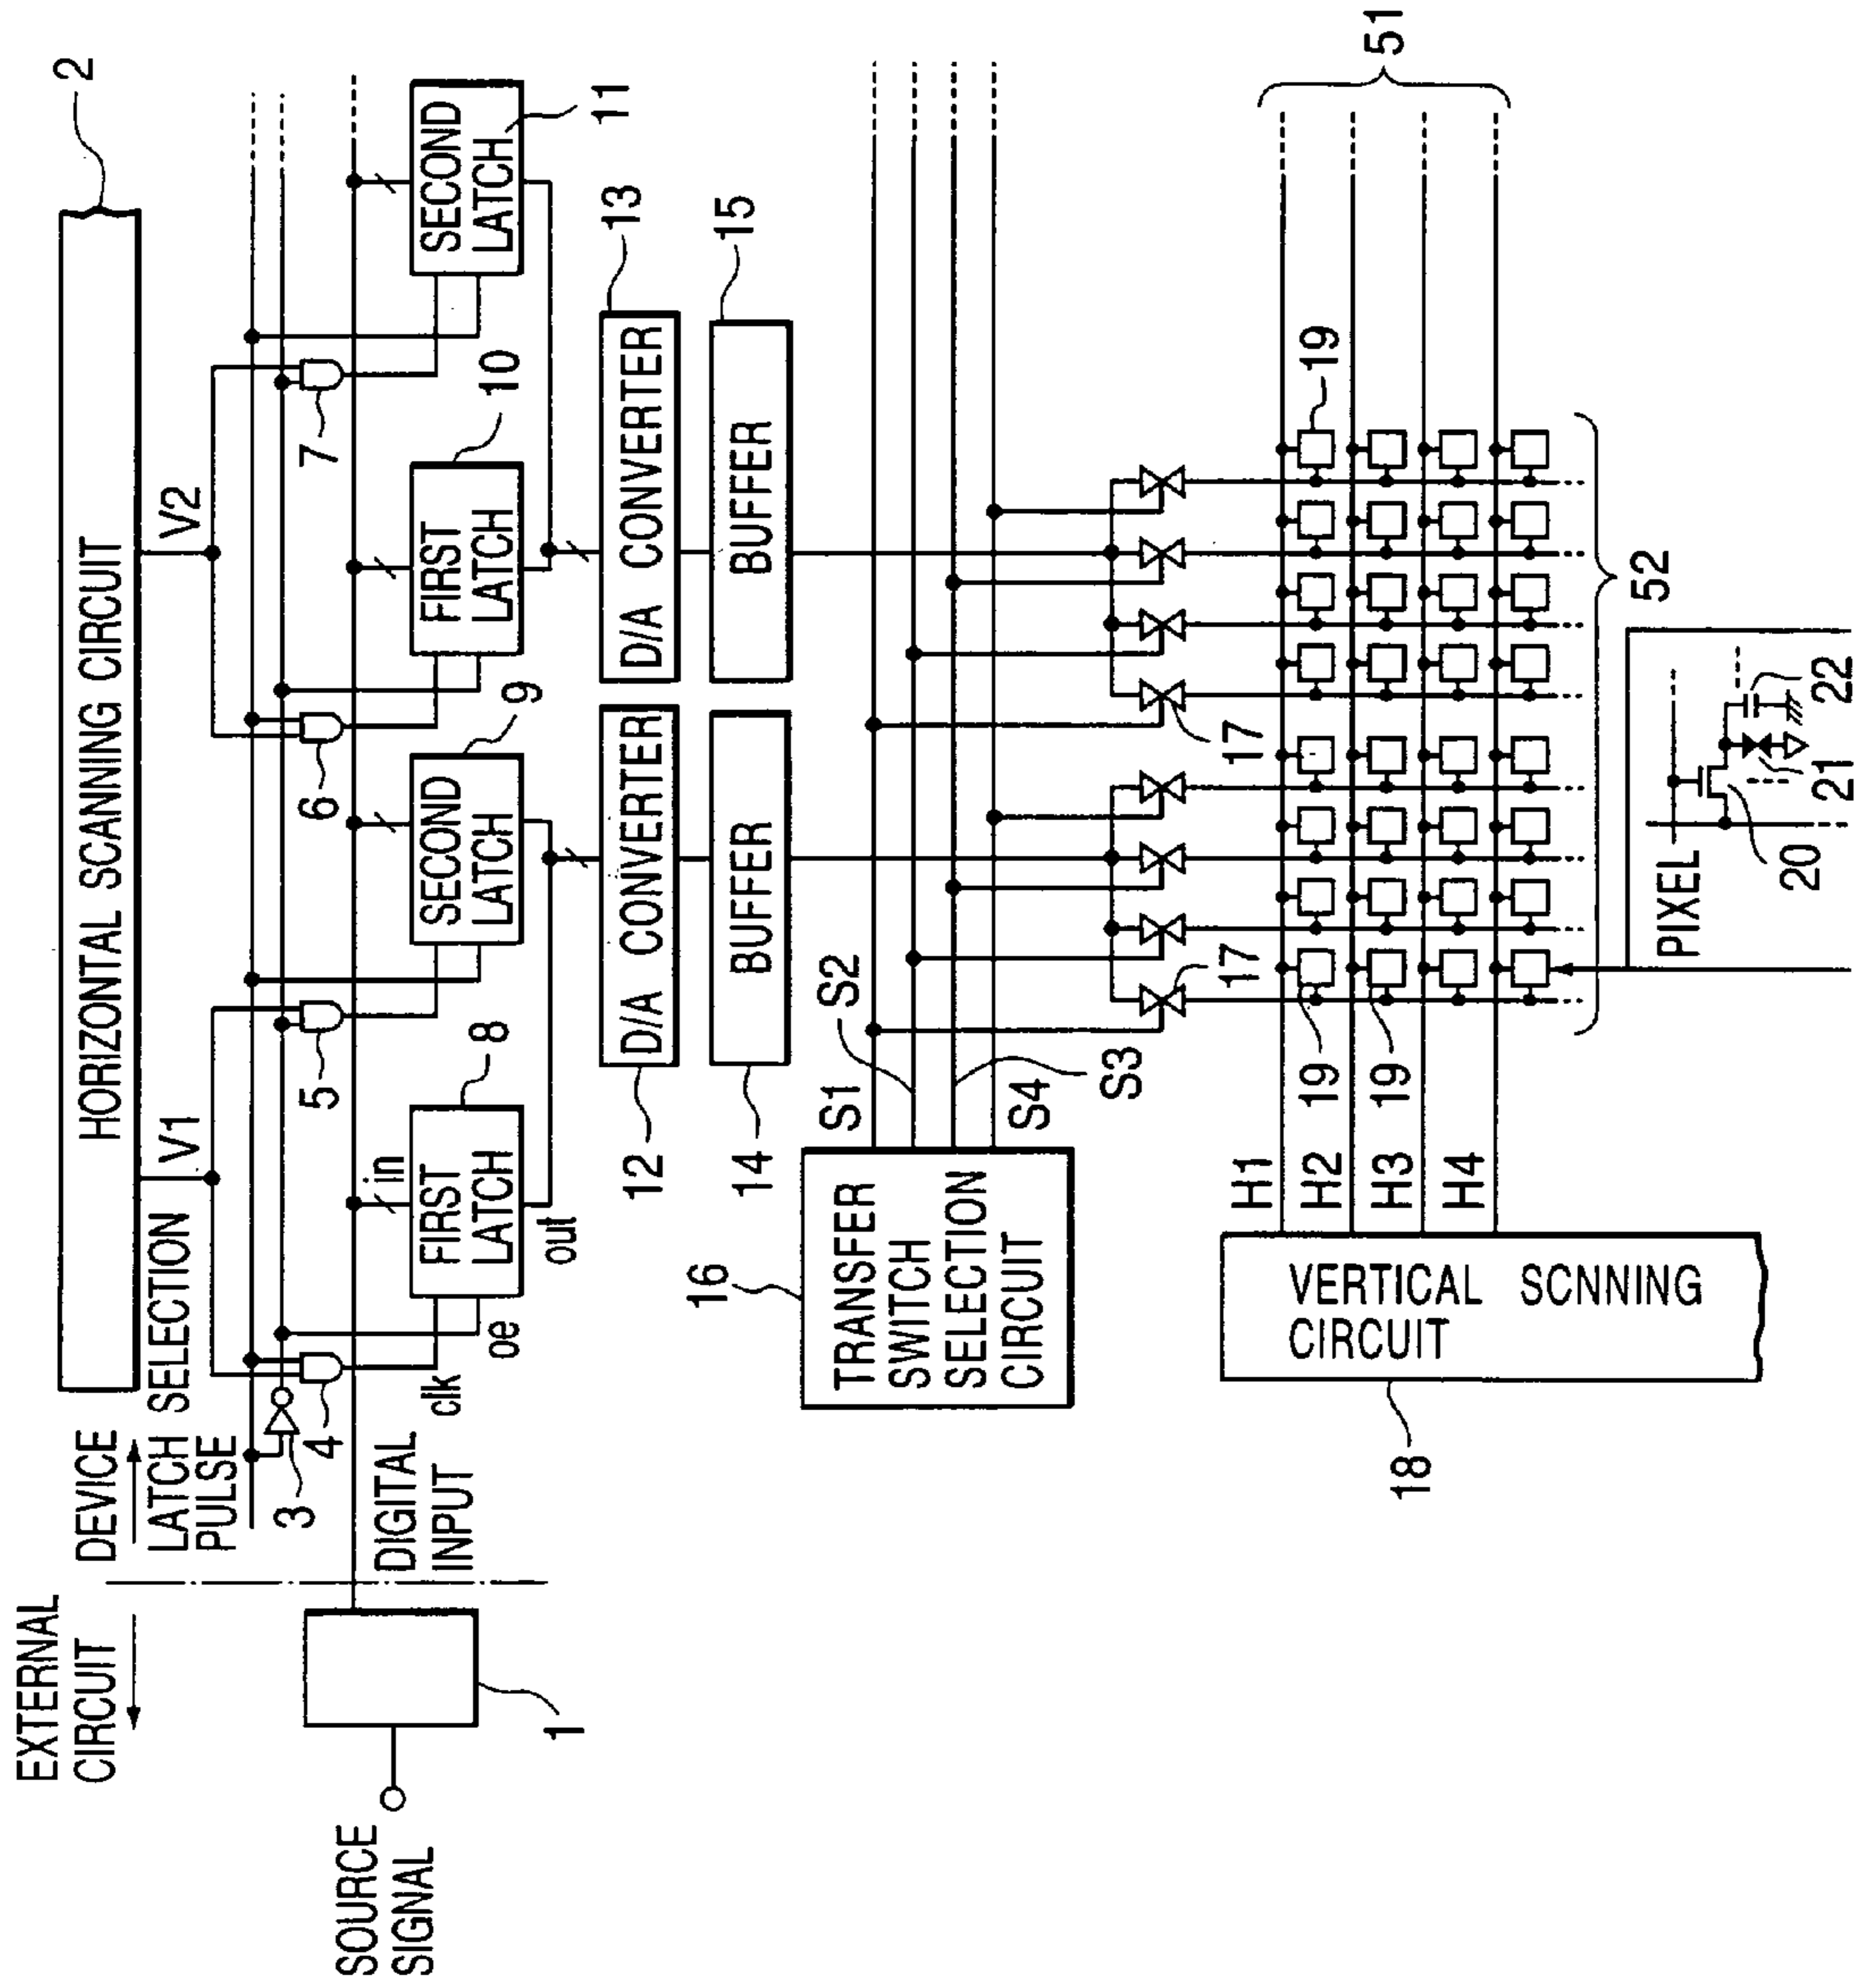 EXTERNAL
CIRCUIT
DEVICE
SOURCE
SIGNAL
1
DIGITAL
INPUT
LATCH SELECTION
PULSE
HORIZONTAL SCANNING CIRCUIT
2
V1
V2
3
4
5
6
7
clk
oe
in
out
FIRST
LATCH
8
SECOND
LATCH
9
FIRST
LATCH
10
SECOND
LATCH
11
D/A CONVERTER
12
D/A CONVERTER
13
BUFFER
14
BUFFER
15
TRANSFER
SWITCH
SELECTION
CIRCUIT
16
S1
S2
S3
S4
17
17
VERTICAL SCNNING
CIRCUIT
18
H1
H2
H3
H4
19
19
19
51
52
PIXEL
20
21
22